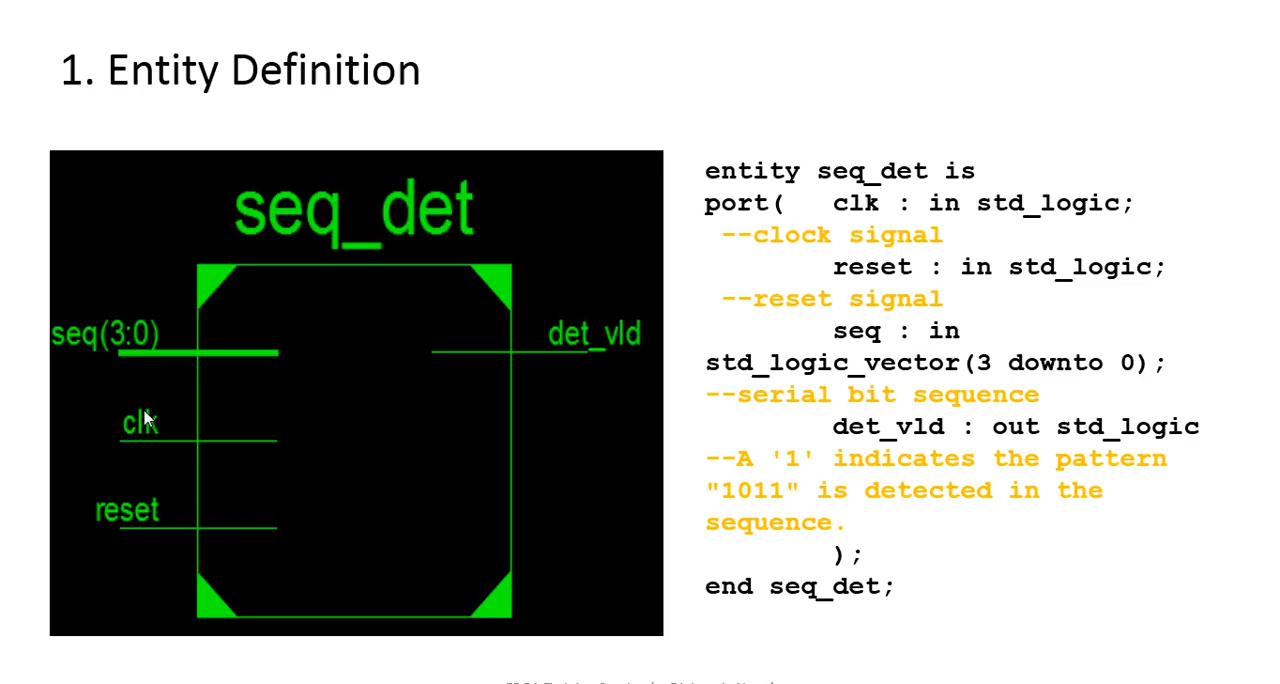 1. Entity Definition
seq_det
seq(3:0)
det_vld
clk
reset
entity seq_det is
port( clk : in std_logic;
--clock signal
reset : in std_logic;
--reset signal
seq : in
std_logic_vector(3 downto 0);
--serial bit sequence
det_vld : out std_logic
--A '1' indicates the pattern
"1011" is detected in the
sequence.
);
end seq_det;